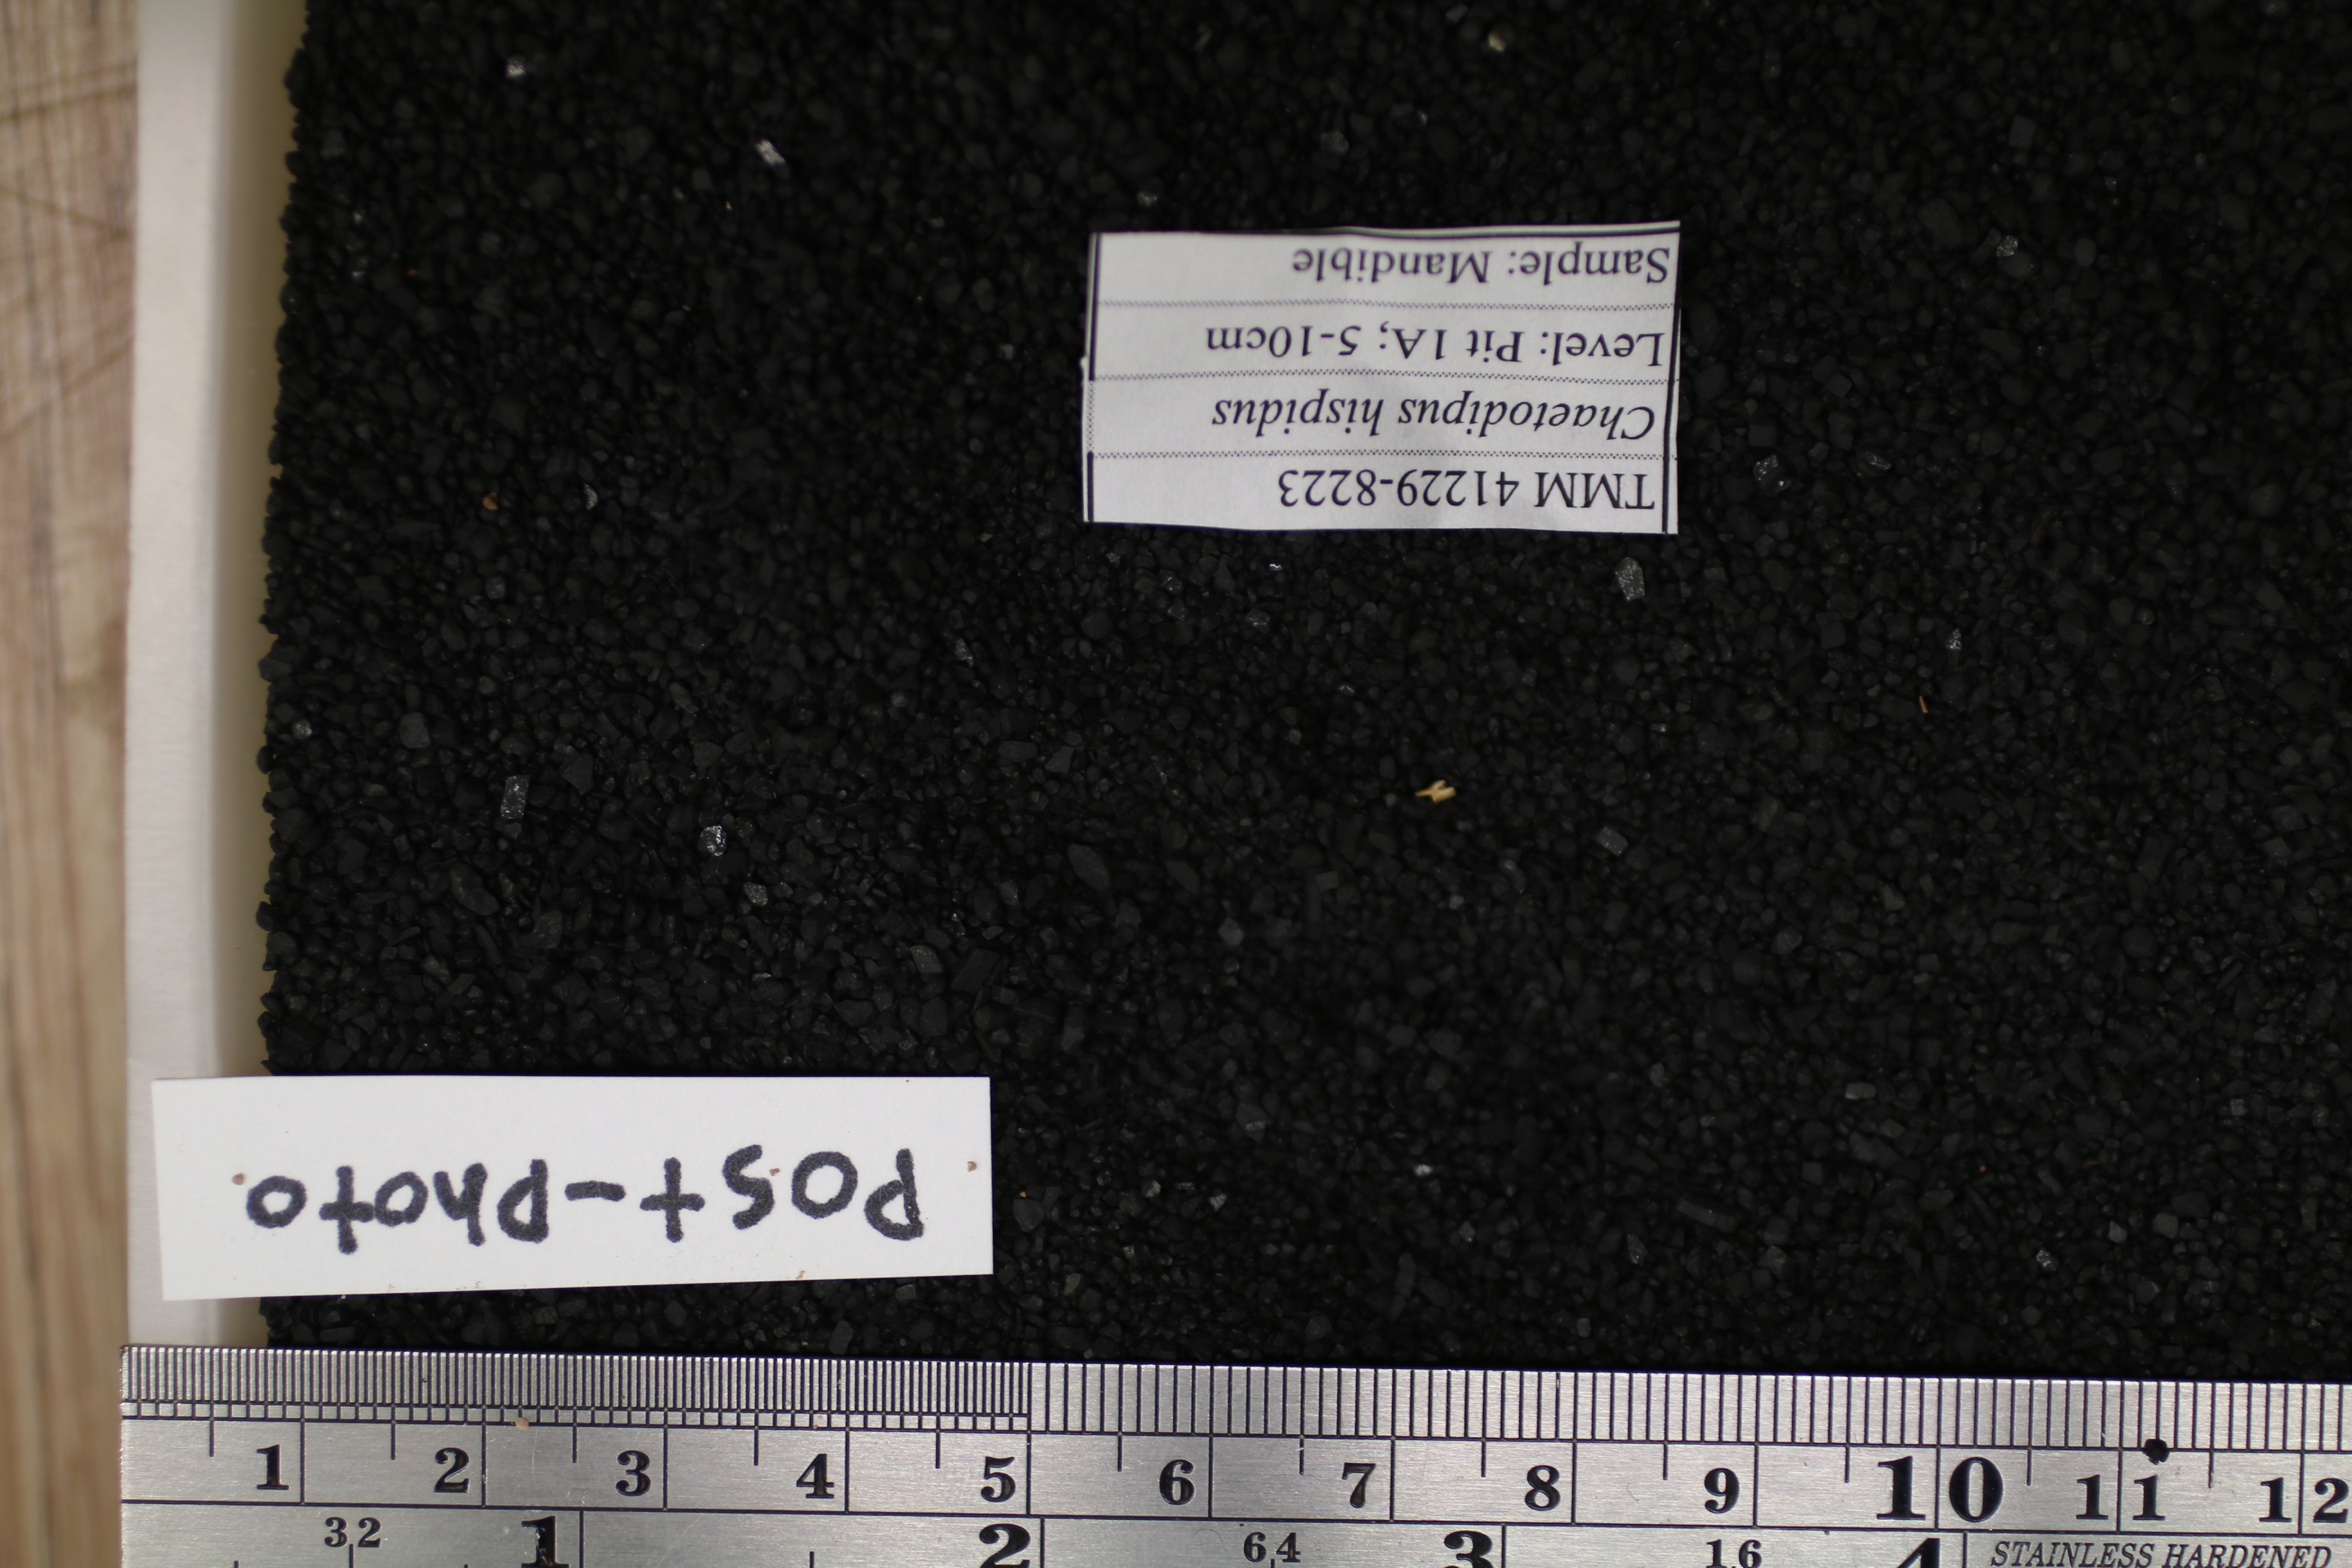 TMM 41229-8223
Chaetodipus hispidus
Level: Pit 1A; 5-10cm
Sample: Mandible
Post-Photo
1 2 3 4 5 6 7 8 9 10 11 12
32 1 2 64 3 16 4 STAINLESS HARDENED